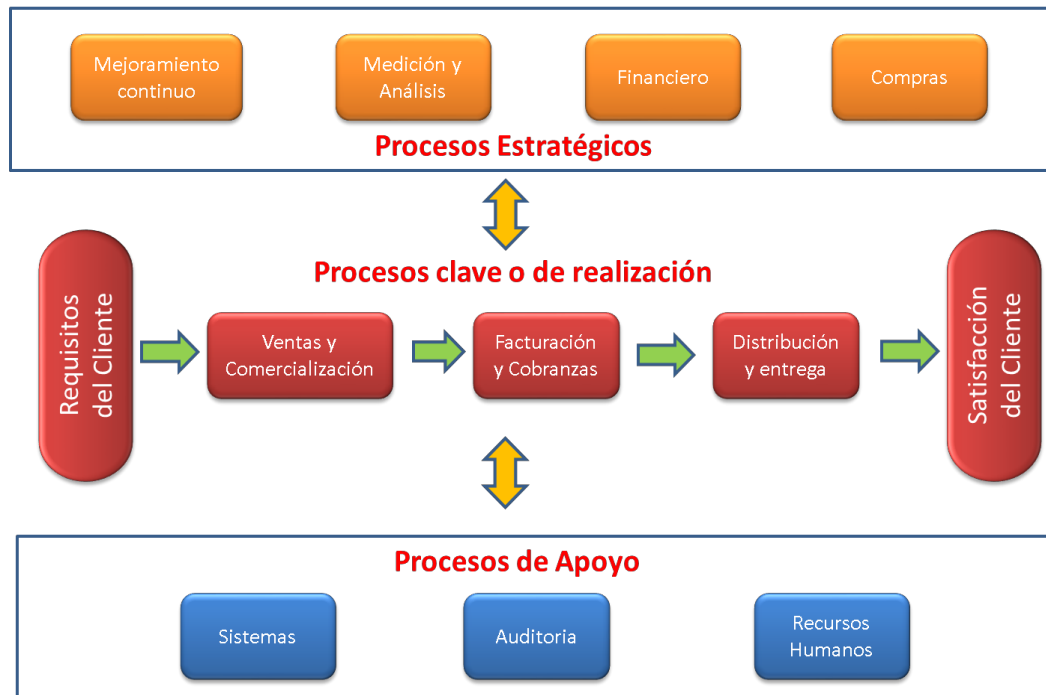 Mejoramiento
continuo
Medición y
Análisis
Financiero
Compras
Procesos Estratégicos
Procesos clave o de realización
Requisitos
del Cliente
Ventas y
Comercialización
Facturación
y Cobranzas
Distribución
y entrega
Satisfacción
del Cliente
Procesos de Apoyo
Sistemas
Auditoria
Recursos
Humanos